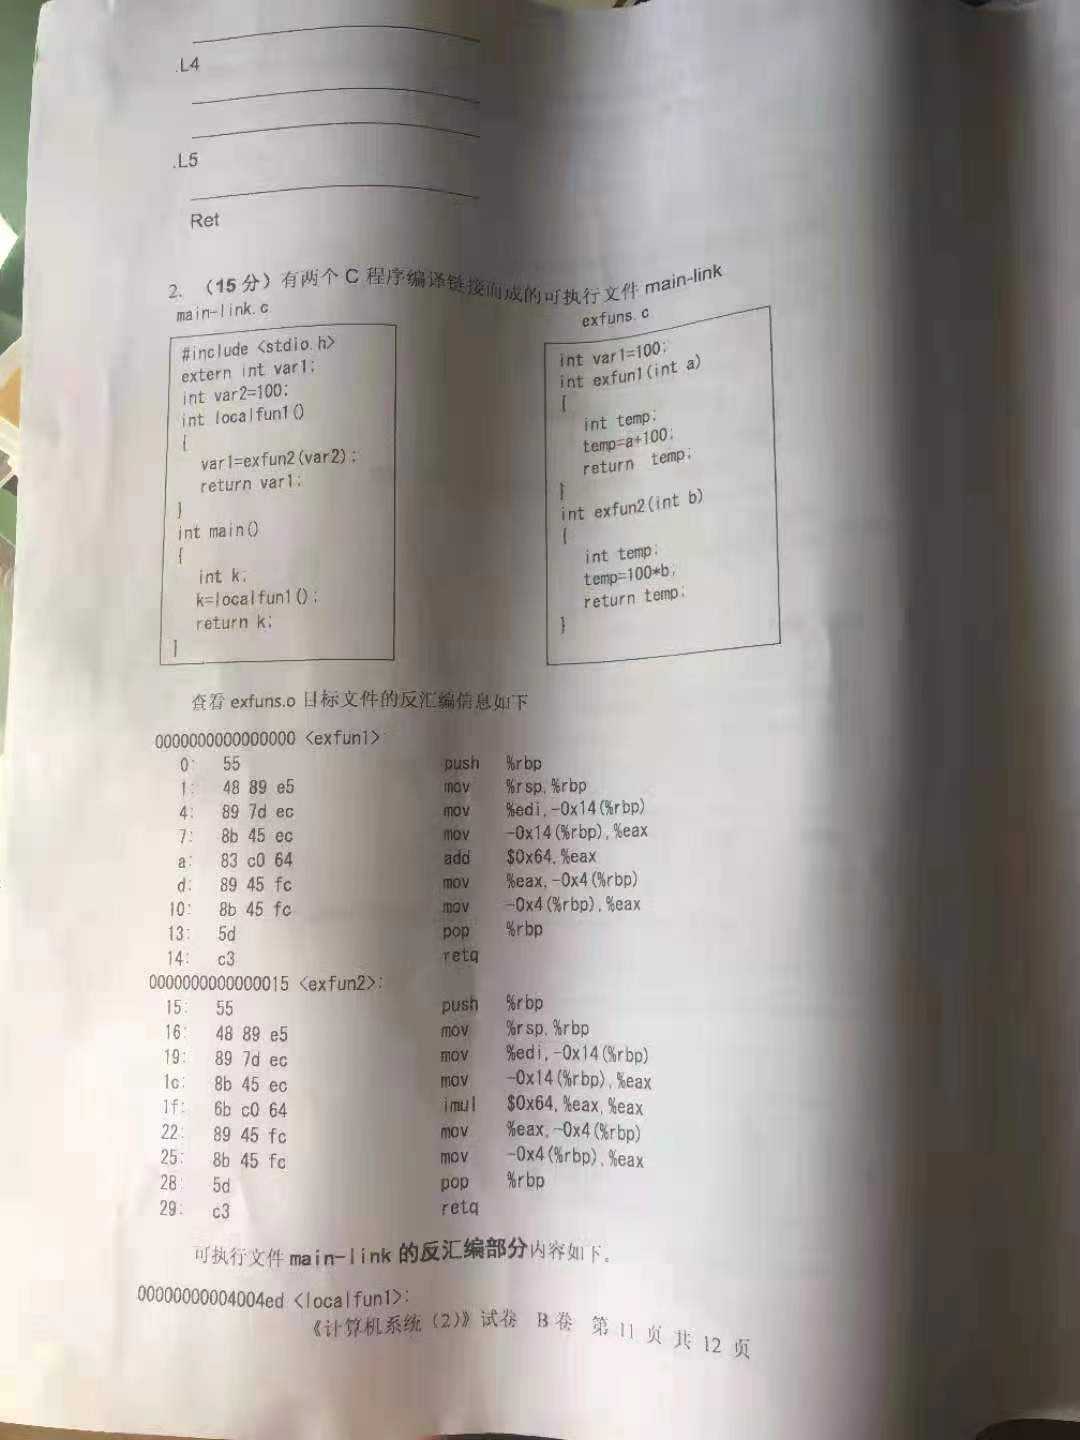 .L4
.L5
Ret
2. （15 分）有两个 C 程序编译链接而成的可执行文件 main-link
main-link.c
exfuns.c
#include <stdio.h>
extern int var1;
int var2=100;
int localfun1()
{
var1=exfun2(var2);
return var1;
}
int main()
{
int k;
k=localfun1();
return k;
}
int var1=100;
int exfun1(int a)
{
int temp;
temp=a+100;
return temp;
}
int exfun2(int b)
{
int temp;
temp=100*b;
return temp;
}
查看 exfuns.o 目标文件的反汇编信息如下
0000000000000000 <exfun1>:
0: 55 push %rbp
1: 48 89 e5 mov %rsp,%rbp
4: 89 7d ec mov %edi,-0x14(%rbp)
7: 8b 45 ec mov -0x14(%rbp),%eax
a: 83 c0 64 add $0x64,%eax
d: 89 45 fc mov %eax,-0x4(%rbp)
10: 8b 45 fc mov -0x4(%rbp),%eax
13: 5d pop %rbp
14: c3 retq
0000000000000015 <exfun2>:
15: 55 push %rbp
16: 48 89 e5 mov %rsp,%rbp
19: 89 7d ec mov %edi,-0x14(%rbp)
1c: 8b 45 ec mov -0x14(%rbp),%eax
1f: 6b c0 64 imul $0x64,%eax,%eax
22: 89 45 fc mov %eax,-0x4(%rbp)
25: 8b 45 fc mov -0x4(%rbp),%eax
28: 5d pop %rbp
29: c3 retq
可执行文件 main-link 的反汇编部分内容如下。
00000000004004ed <localfun1>:
《计算机系统（2）》试卷 B 卷 第 11 页 共 12 页